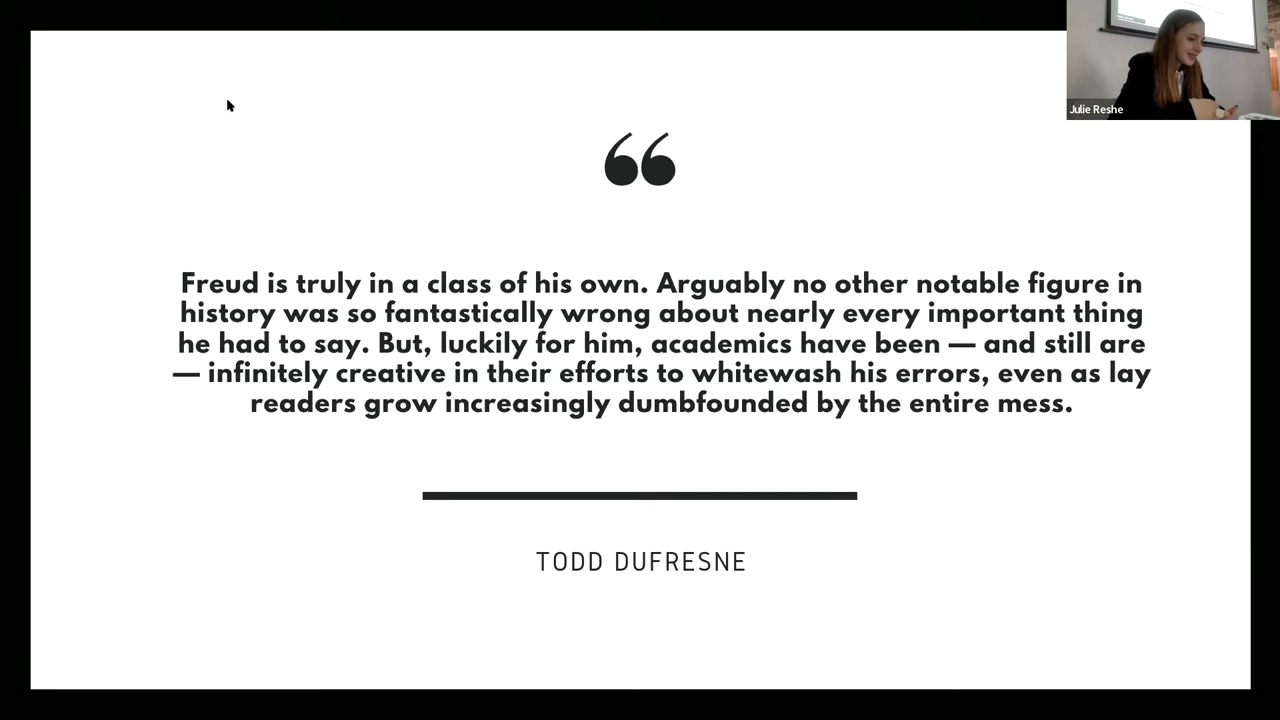 Julie Reshe
“
Freud is truly in a class of his own. Arguably no other notable figure in
history was so fantastically wrong about nearly every important thing
he had to say. But, luckily for him, academics have been — and still are
— infinitely creative in their efforts to whitewash his errors, even as lay
readers grow increasingly dumbfounded by the entire mess.
TODD DUFRESNE